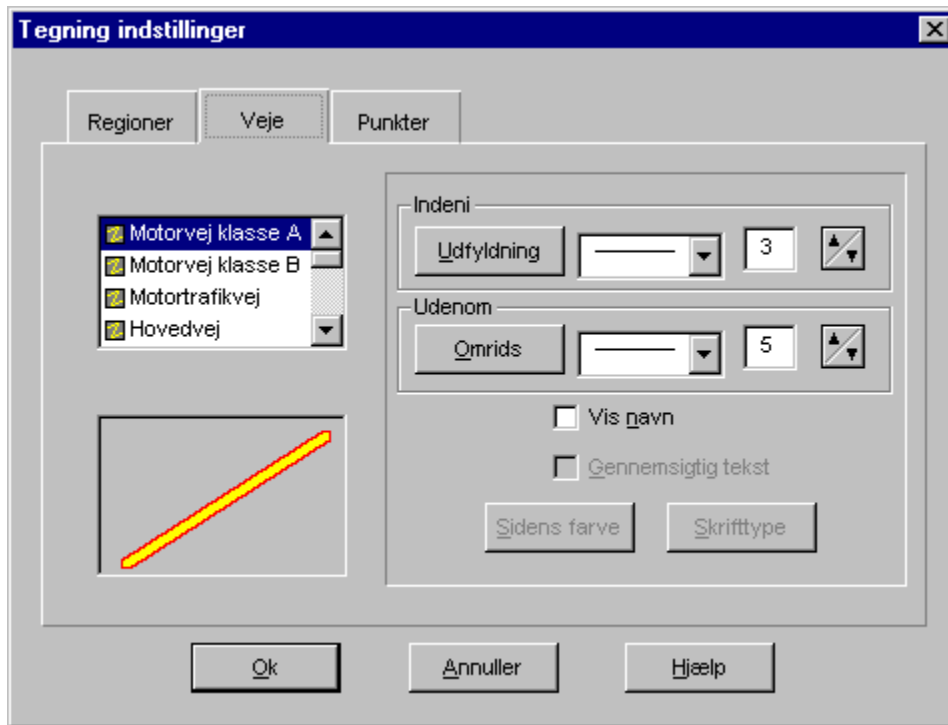 Tegning indstillinger
Regioner
Veje
Punkter
Motorvej klasse A
Motorvej klasse B
Motortrafikvej
Hovedvej
Indeni
Udfyldning
3
Udenom
Omrids
5
Vis navn
Gennemsigtig tekst
Sidens farve
Skrifttype
Ok
Annuller
Hjælp